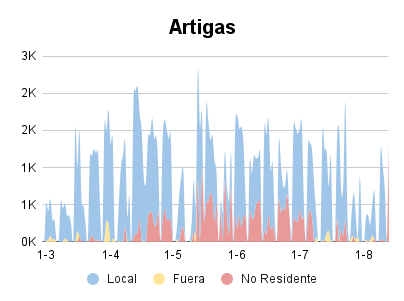 Artigas
3K
2K
2K
1K
1K
0K
1-3 1-4 1-5 1-6 1-7 1-8
Local Fuera No Residente